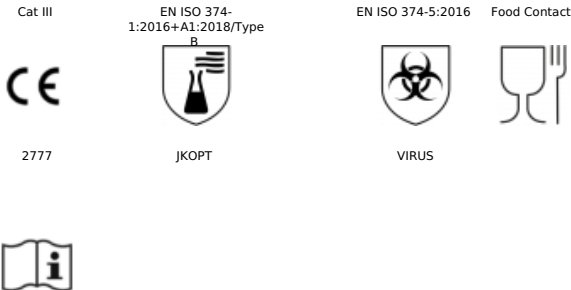 Cat III
EN ISO 374-
1:2016+A1:2018/Type
B
EN ISO 374-5:2016
Food Contact
CE
2777
JKOPT
VIRUS
i